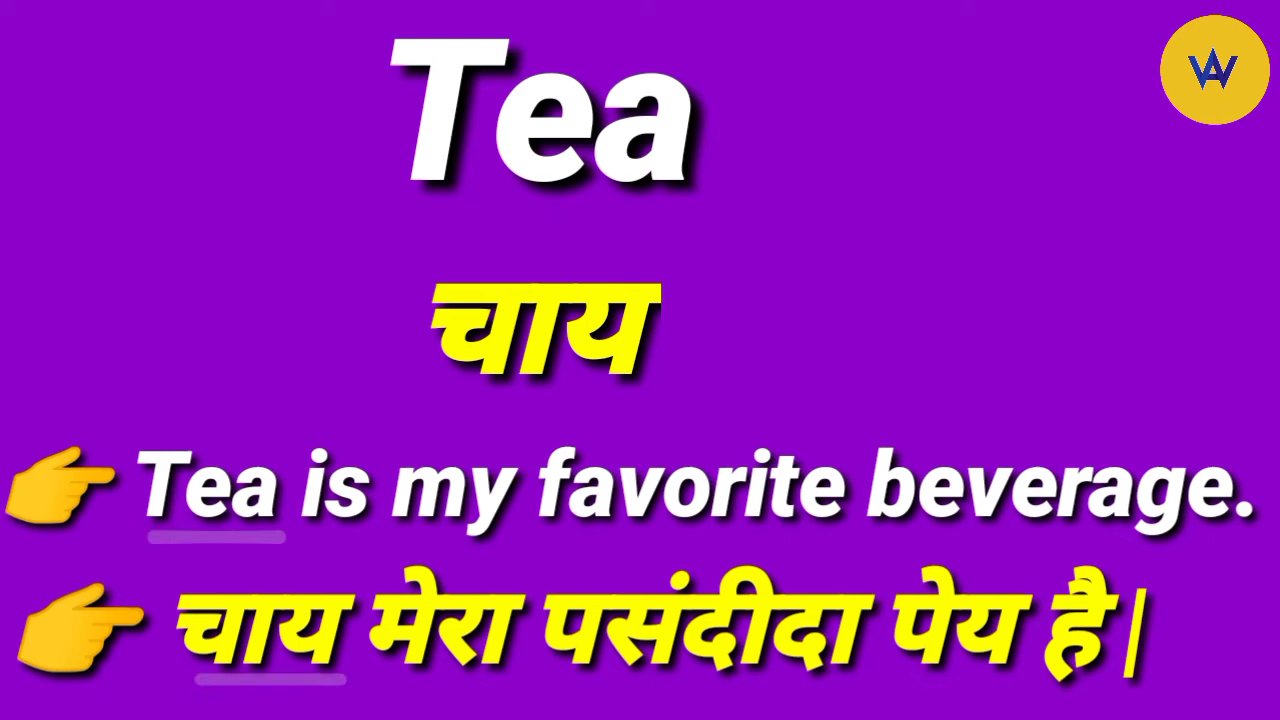 Tea
चाय
👉 Tea is my favorite beverage.
👉 चाय मेरा पसंदीदा पेय है|